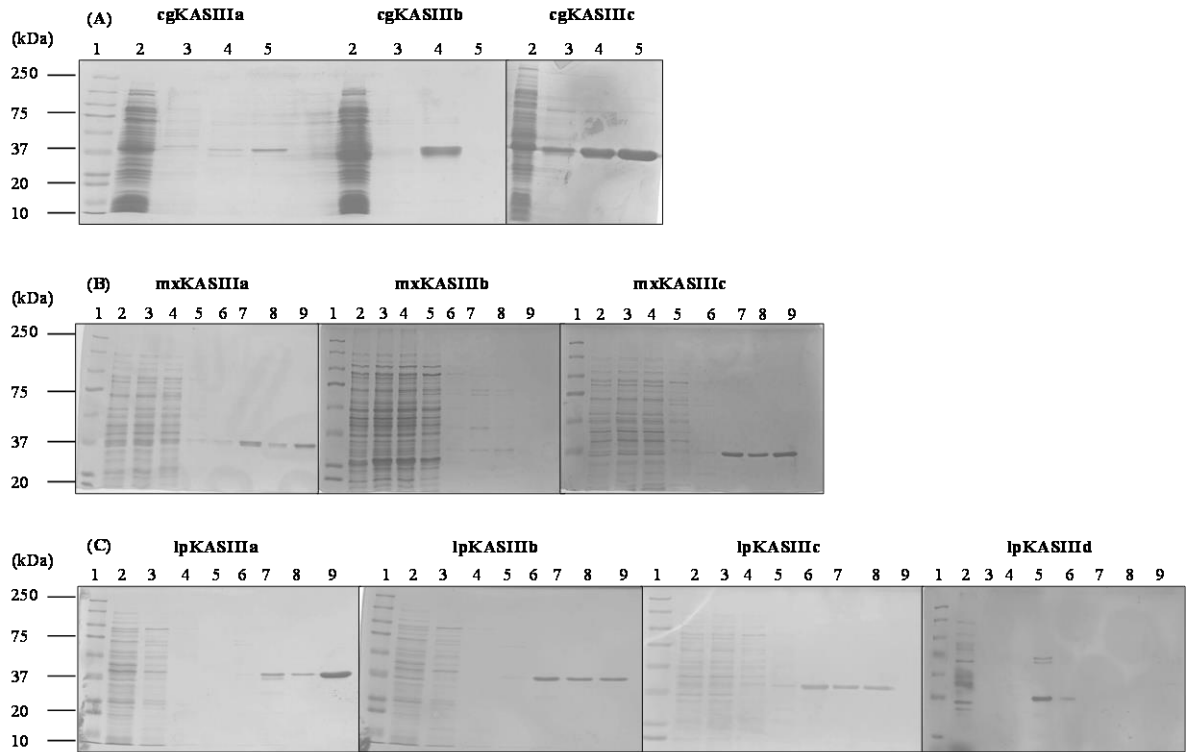 (A) cgKASIIIa cgKASIIIb cgKASIIIc
(kDa) 1 2 3 4 5 2 3 4 5 2 3 4 5
250
75
37
20
10
(B) mxKASIIIa mxKASIIIb mxKASIIIc
(kDa) 1 2 3 4 5 6 7 8 9 1 2 3 4 5 6 7 8 9 1 2 3 4 5 6 7 8 9
250
75
37
20
(C) lpKASIIIa lpKASIIIb lpKASIIIc lpKASIIId
(kDa) 1 2 3 4 5 6 7 8 9 1 2 3 4 5 6 7 8 9 1 2 3 4 5 6 7 8 9 1 2 3 4 5 6 7 8 9
250
75
37
20
10